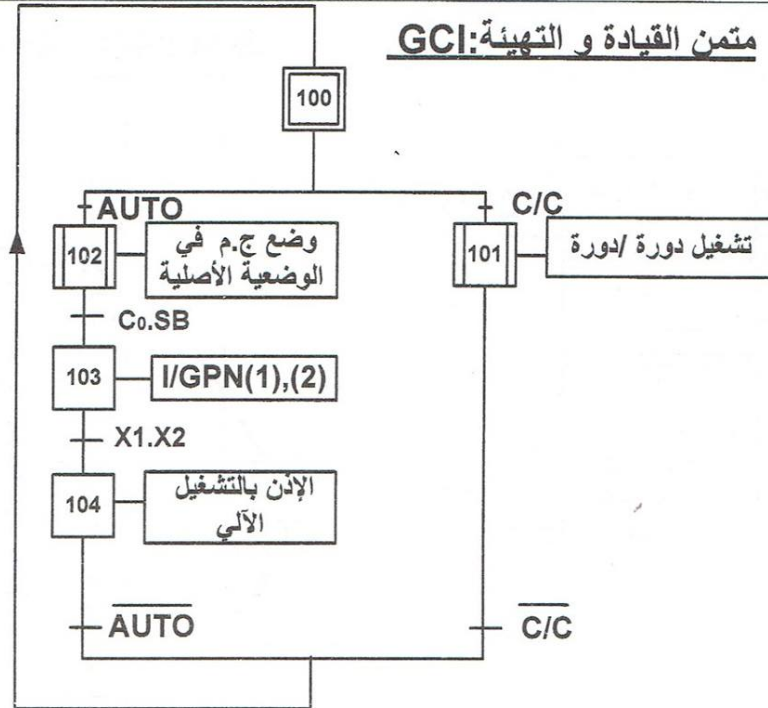 متمن القيادة و التهيئة:GCI
100
AUTO
C/C
102
وضع ج.م في
الوضعية الأصلية
101
تشغيل دورة /دورة
C₀.SB
103
I/GPN(1),(2)
X1.X2
104
الإذن بالتشغيل
الآلي
A̅U̅T̅O̅
C̅/̅C̅